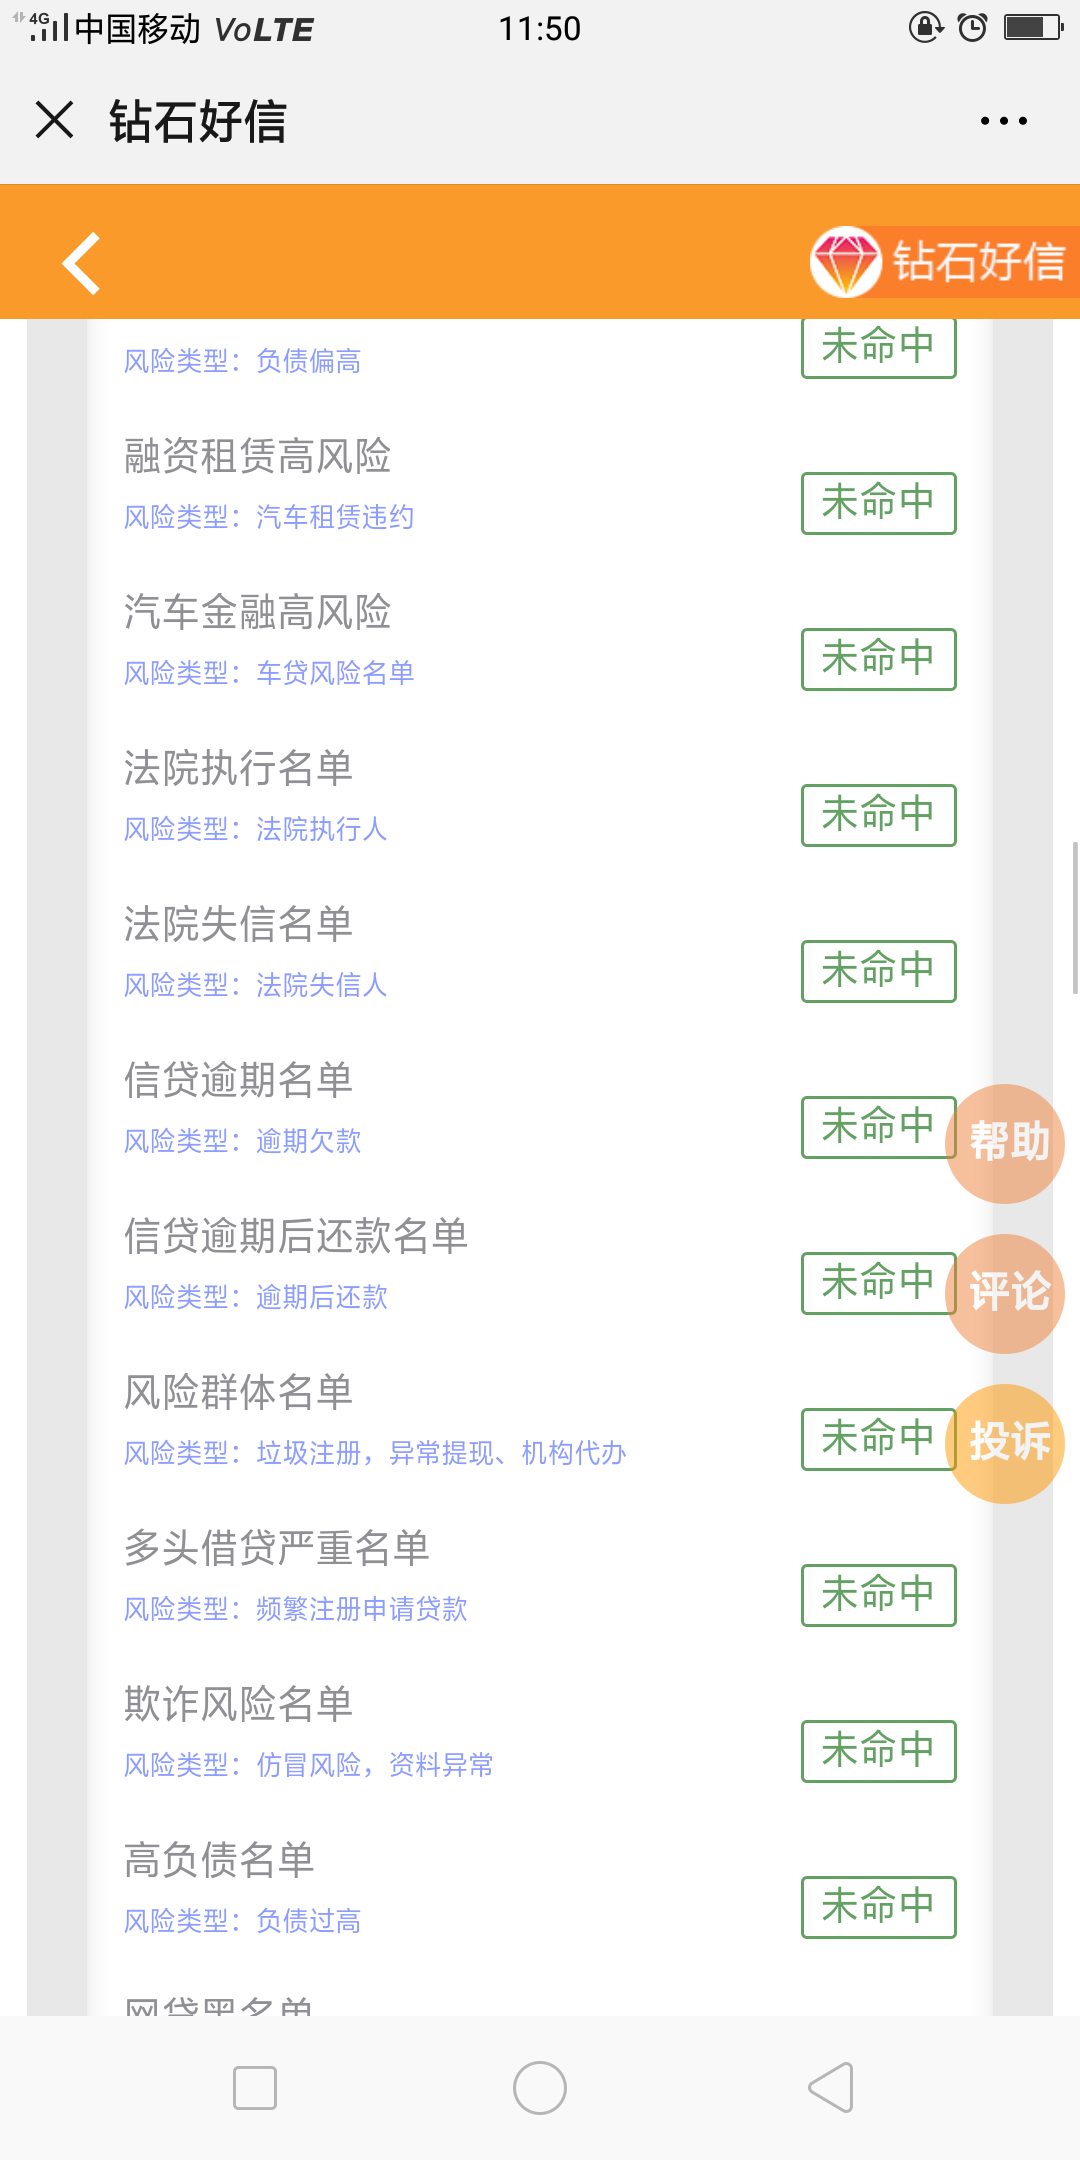 4G 中国移动 VoLTE 11:50
钻石好信
钻石好信
风险类型：负债偏高
未命中
融资租赁高风险
风险类型：汽车租赁违约
未命中
汽车金融高风险
风险类型：车贷风险名单
未命中
法院执行名单
风险类型：法院执行人
未命中
法院失信名单
风险类型：法院失信人
未命中
信贷逾期名单
风险类型：逾期欠款
未命中
帮助
信贷逾期后还款名单
风险类型：逾期后还款
未命中
评论
风险群体名单
风险类型：垃圾注册，异常提现、机构代办
未命中
投诉
多头借贷严重名单
风险类型：频繁注册申请贷款
未命中
欺诈风险名单
风险类型：仿冒风险，资料异常
未命中
高负债名单
风险类型：负债过高
未命中
网贷黑名单